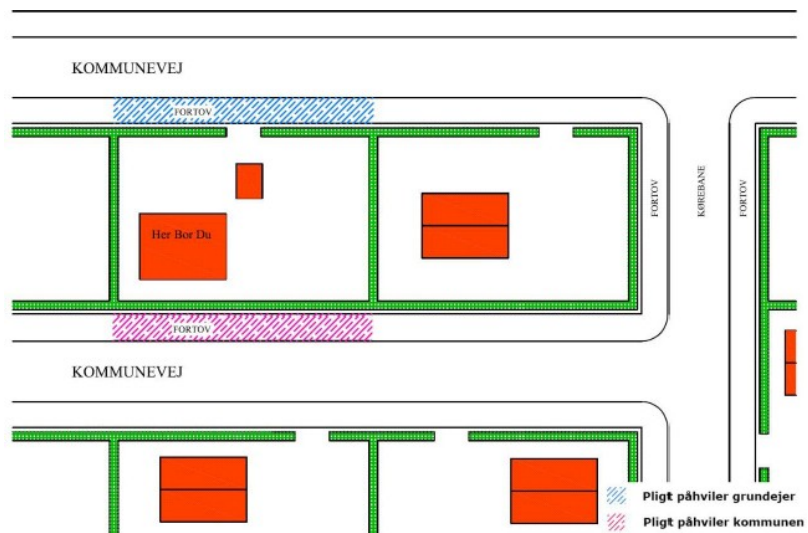 KOMMUNEVEJ
FORTOV
Her Bor Du
FORTOV
KØREBANE
FORTOV
FORTOV
KOMMUNEVEJ
Pligt påhviler grundejer
Pligt påhviler kommunen